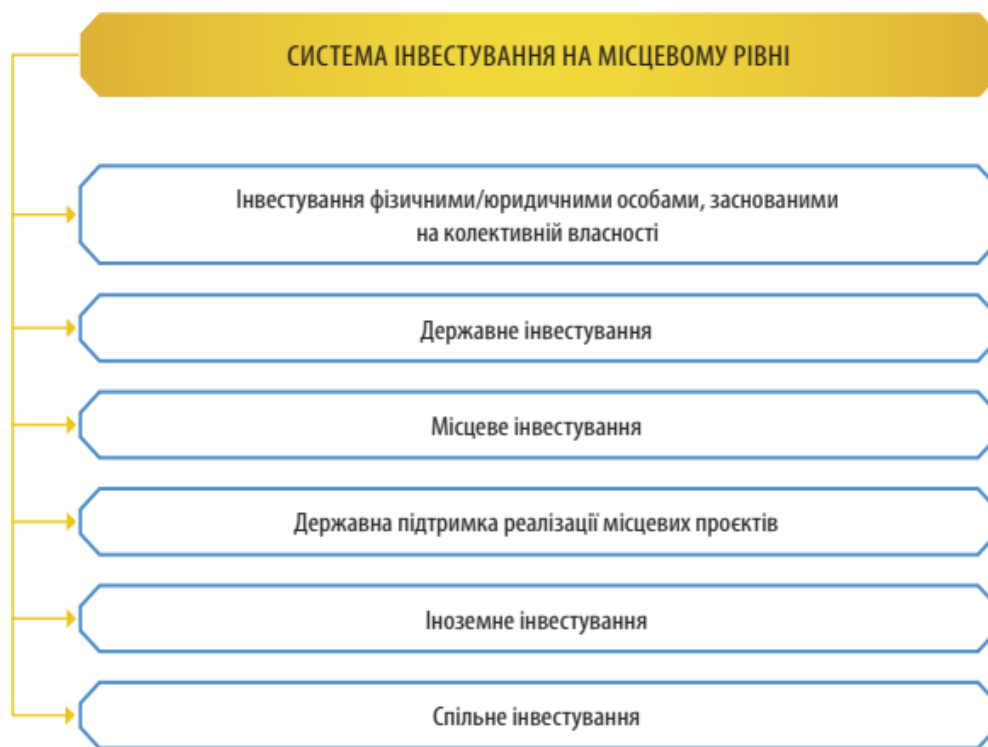 СИСТЕМА ІНВЕСТУВАННЯ НА МІСЦЕВОМУ РІВНІ
Інвестування фізичними/юридичними особами, заснованими
на колективній власності
Державне інвестування
Місцеве інвестування
Державна підтримка реалізації місцевих проєктів
Іноземне інвестування
Спільне інвестування